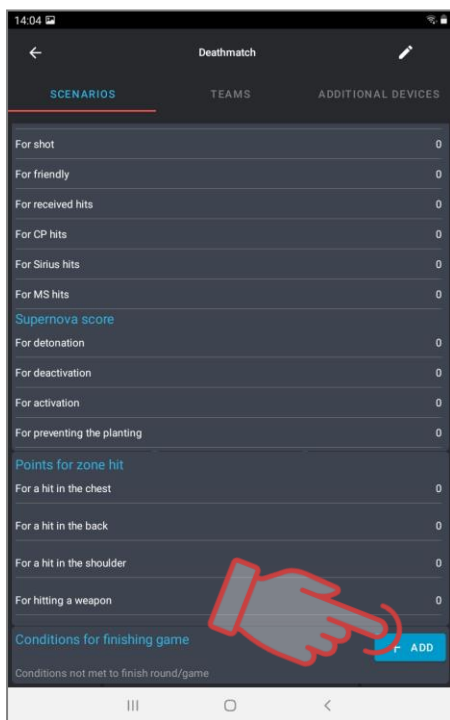 14:04
Deathmatch
SCENARIOS TEAMS ADDITIONAL DEVICES
For shot 0
For friendly 0
For received hits 0
For CP hits 0
For Sirius hits 0
For MS hits 0
Supernova score
For detonation 0
For deactivation 0
For activation 0
For preventing the planting 0
Points for zone hit
For a hit in the chest 0
For a hit in the back 0
For a hit in the shoulder 0
For hitting a weapon 0
Conditions for finishing game
+ ADD
Conditions not met to finish round/game